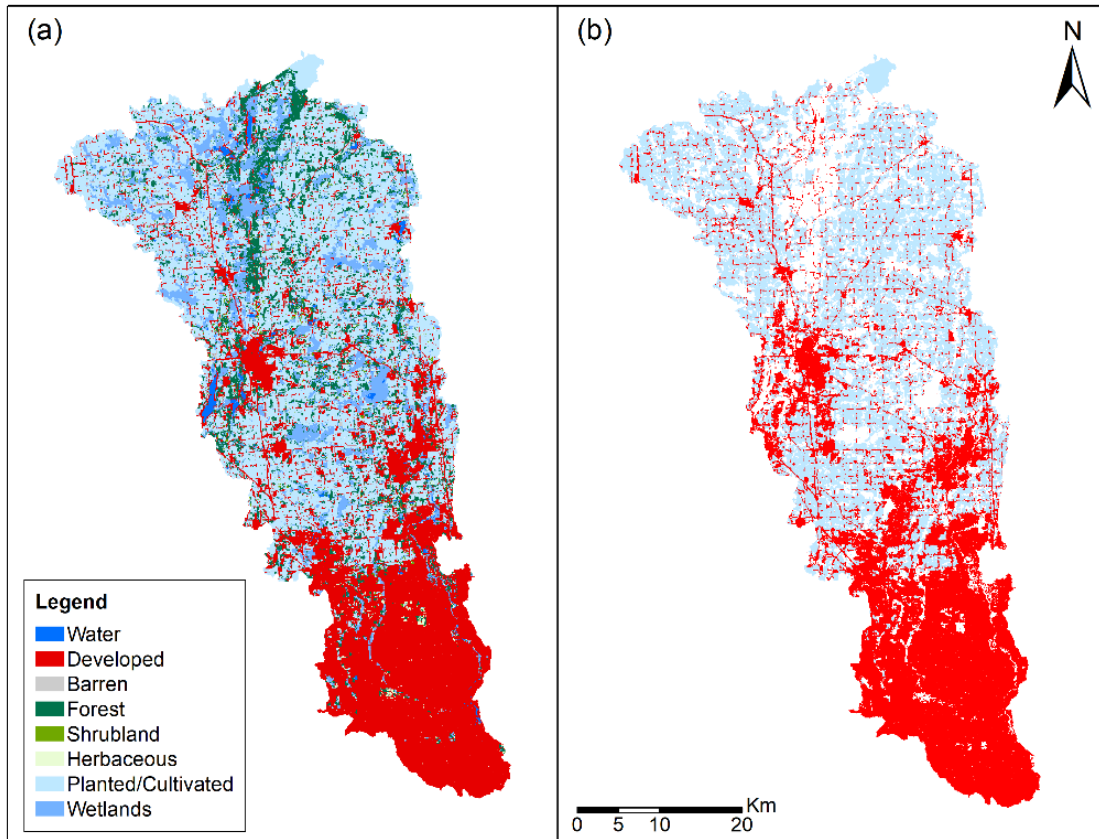 (a)
(b)
N
Legend
Water
Developed
Barren
Forest
Shrubland
Herbaceous
Planted/Cultivated
Wetlands
Km
0 5 10 20